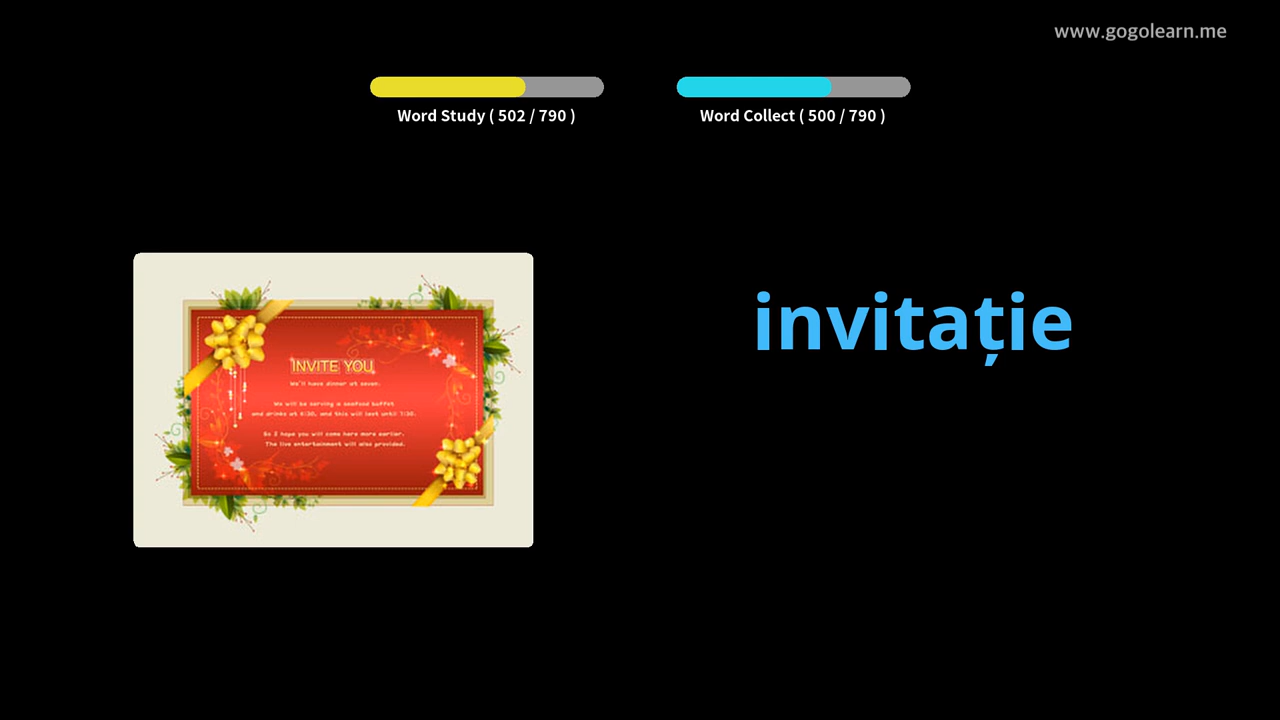 www.gogolearn.me
Word Study ( 502 / 790 )
Word Collect ( 500 / 790 )
INVITE YOU
We'll have dinner at seven.
We will be serving a seafood buffet
and drinks at 6:30, and this will last until 7:30.
So I hope you will come here more earlier.
The live entertainment will also provided.
invitație